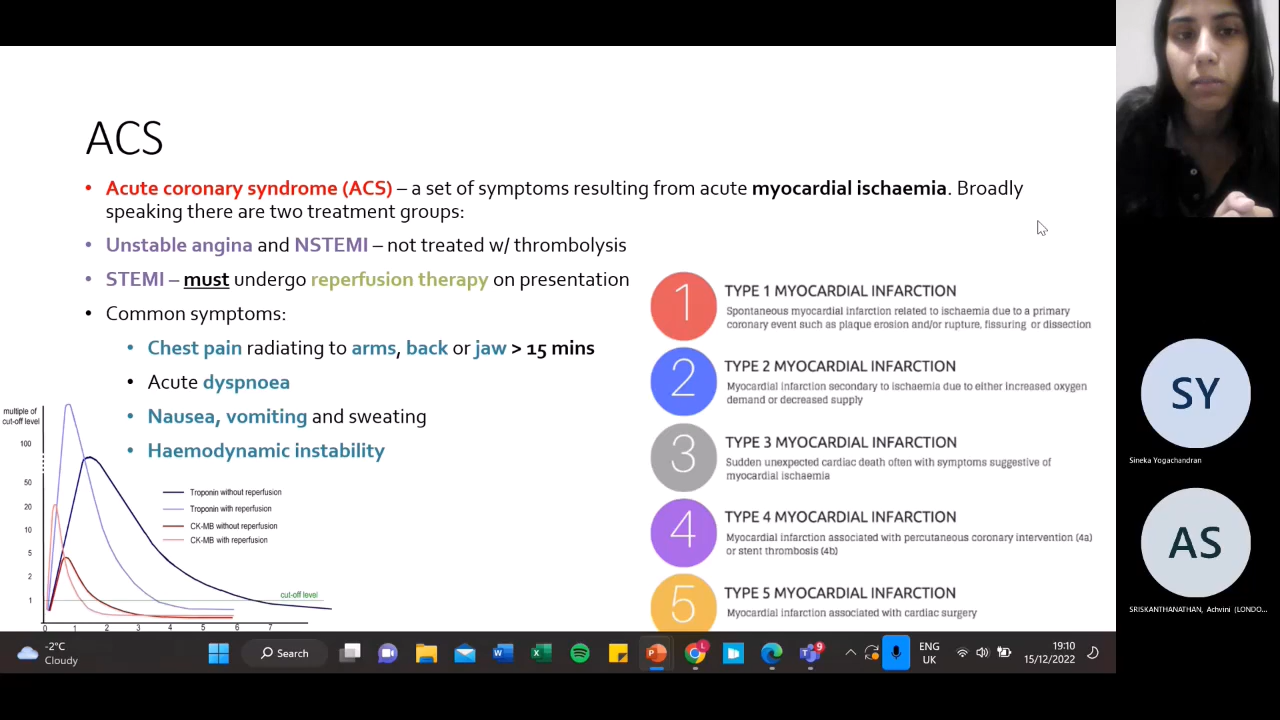 ACS
• Acute coronary syndrome (ACS) – a set of symptoms resulting from acute myocardial ischaemia. Broadly
speaking there are two treatment groups:
• Unstable angina and NSTEMI – not treated w/ thrombolysis
• STEMI – must undergo reperfusion therapy on presentation
• Common symptoms:
• Chest pain radiating to arms, back or jaw > 15 mins
• Acute dyspnoea
• Nausea, vomiting and sweating
• Haemodynamic instability
multiple of
cut-off level
100
50
20
10
5
2
1
0 1 2 3 4 5 6 7
Troponin without reperfusion
Troponin with reperfusion
CK-MB without reperfusion
CK-MB with reperfusion
cut-off level
1
TYPE 1 MYOCARDIAL INFARCTION
Spontaneous myocardial infarction related to ischaemia due to a primary
coronary event such as plaque erosion and/or rupture, fissuring or dissection
2
TYPE 2 MYOCARDIAL INFARCTION
Myocardial infarction secondary to ischaemia due to either increased oxygen
demand or decreased supply
3
TYPE 3 MYOCARDIAL INFARCTION
Sudden unexpected cardiac death often with symptoms suggestive of
myocardial ischaemia
4
TYPE 4 MYOCARDIAL INFARCTION
Myocardial infarction associated with percutaneous coronary intervention (4a)
or stent thrombosis (4b)
5
TYPE 5 MYOCARDIAL INFARCTION
Myocardial infarction associated with cardiac surgery
SY
Sineka Yogachandran
AS
SRISKANTHANATHAN, Achvini (LONDO...
-2°C
Cloudy
Search
W
X
P
L
9
ENG
UK
19:10
15/12/2022